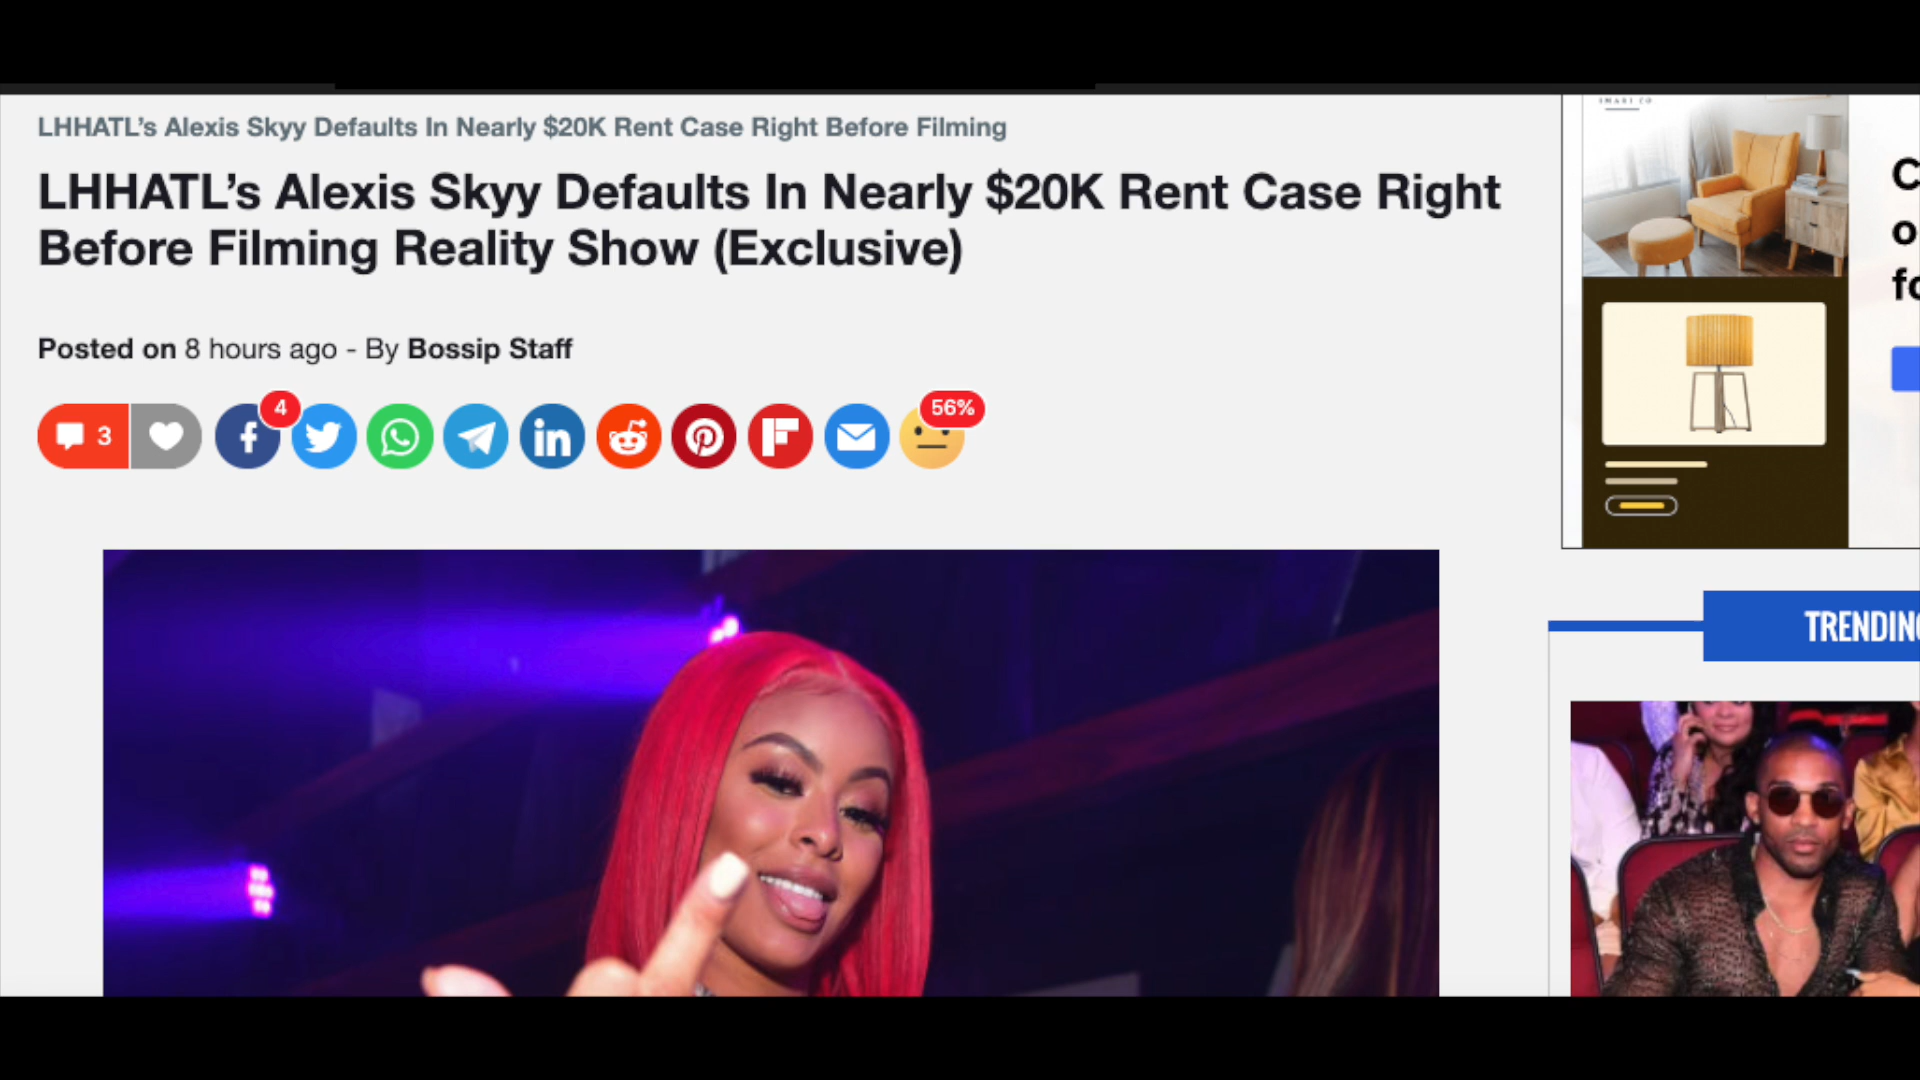 LHHATL's Alexis Skyy Defaults In Nearly $20K Rent Case Right Before Filming
LHHATL's Alexis Skyy Defaults In Nearly $20K Rent Case Right
Before Filming Reality Show (Exclusive)
Posted on 8 hours ago - By Bossip Staff
3
4
56%
TRENDING